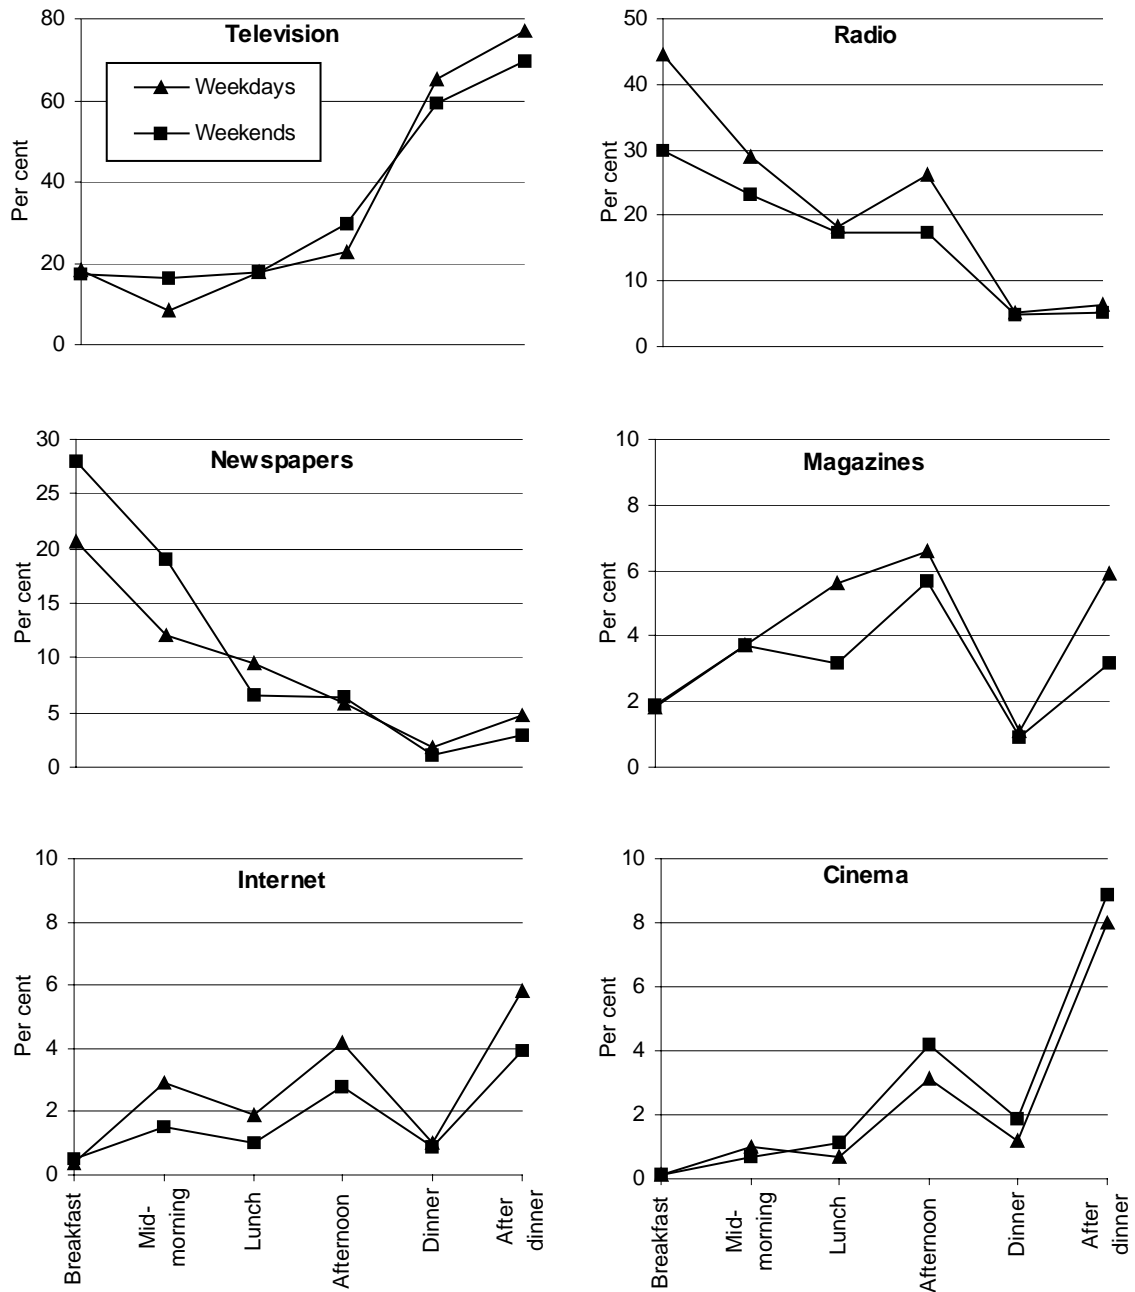 Television
Weekdays
Weekends
Per cent
80
60
40
20
0
Radio
Per cent
50
40
30
20
10
0
Newspapers
Per cent
30
25
20
15
10
5
0
Magazines
Per cent
10
8
6
4
2
0
Internet
Per cent
10
8
6
4
2
0
Breakfast
Mid-
morning
Lunch
Afternoon
Dinner
After
dinner
Cinema
Per cent
10
8
6
4
2
0
Breakfast
Mid-
morning
Lunch
Afternoon
Dinner
After
dinner